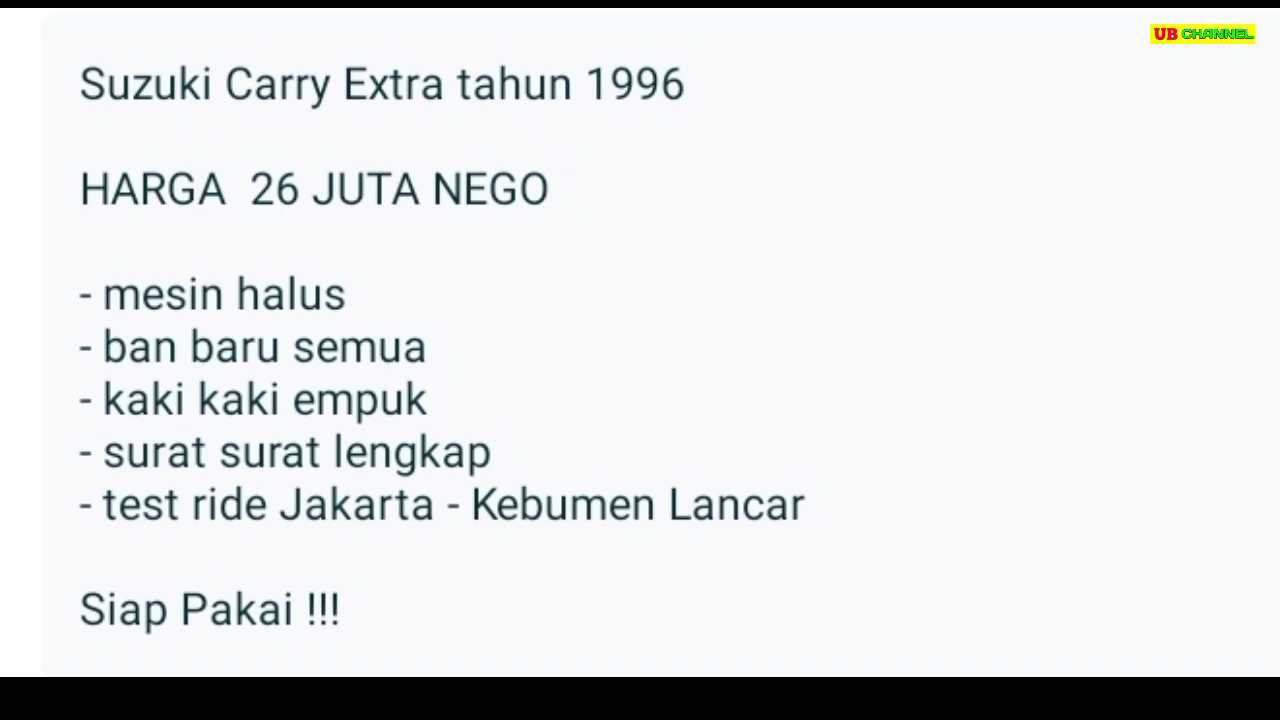 UB CHANNEL
Suzuki Carry Extra tahun 1996
HARGA  26 JUTA NEGO
- mesin halus
- ban baru semua
- kaki kaki empuk
- surat surat lengkap
- test ride Jakarta - Kebumen Lancar
Siap Pakai !!!